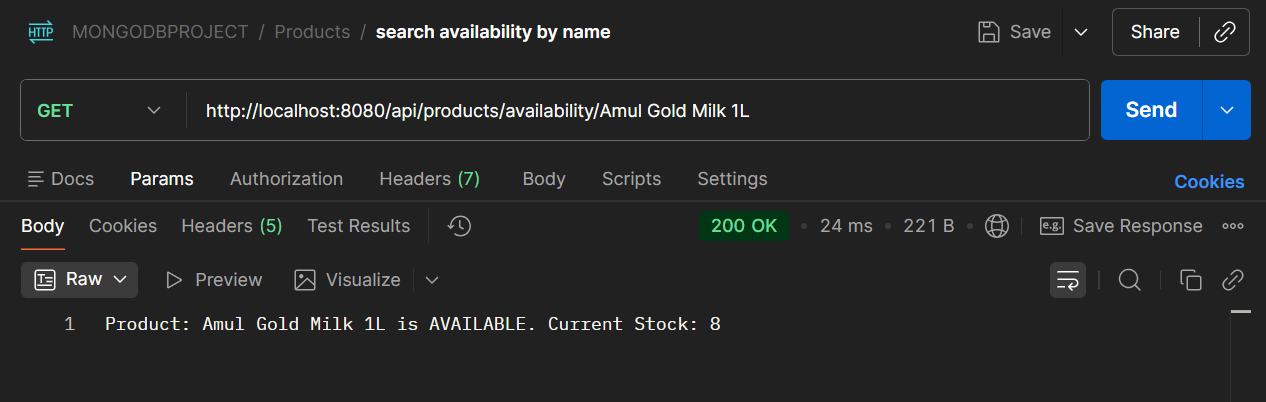 HTTP MONGODBPROJECT / Products / search availability by name Save Share
GET http://localhost:8080/api/products/availability/Amul Gold Milk 1L Send
Docs Params Authorization Headers (7) Body Scripts Settings Cookies
Body Cookies Headers (5) Test Results 200 OK • 24 ms • 221 B • e.g. Save Response
Raw Preview Visualize
1 Product: Amul Gold Milk 1L is AVAILABLE. Current Stock: 8